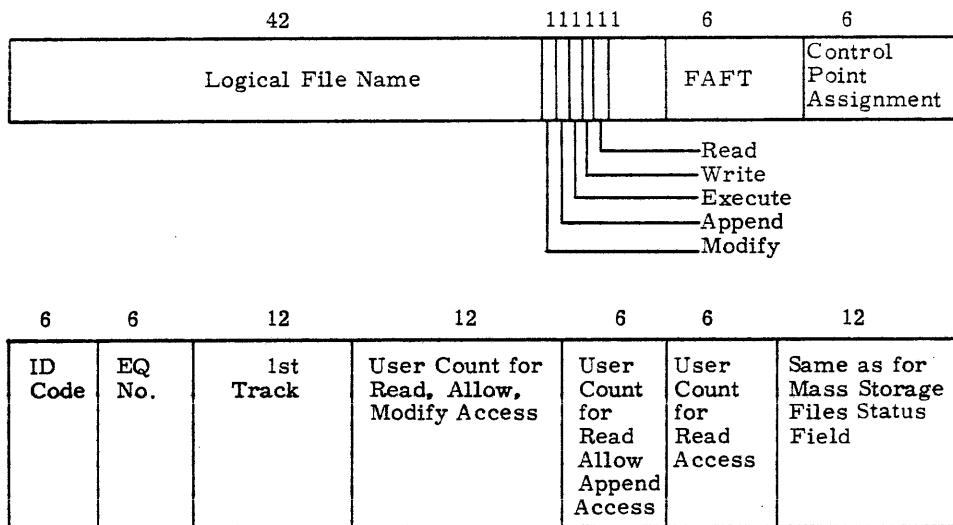 42 111111 6 6
Logical File Name FAFT Control
Point
Assignment
Read
Write
Execute
Append
Modify
6 6 12 12 6 6 12
ID
Code
EQ
No.
1st
Track
User Count for
Read, Allow,
Modify Access
User
Count
for
Read
Allow
Append
Access
User
Count
for
Read
Access
Same as for
Mass Storage
Files Status
Field